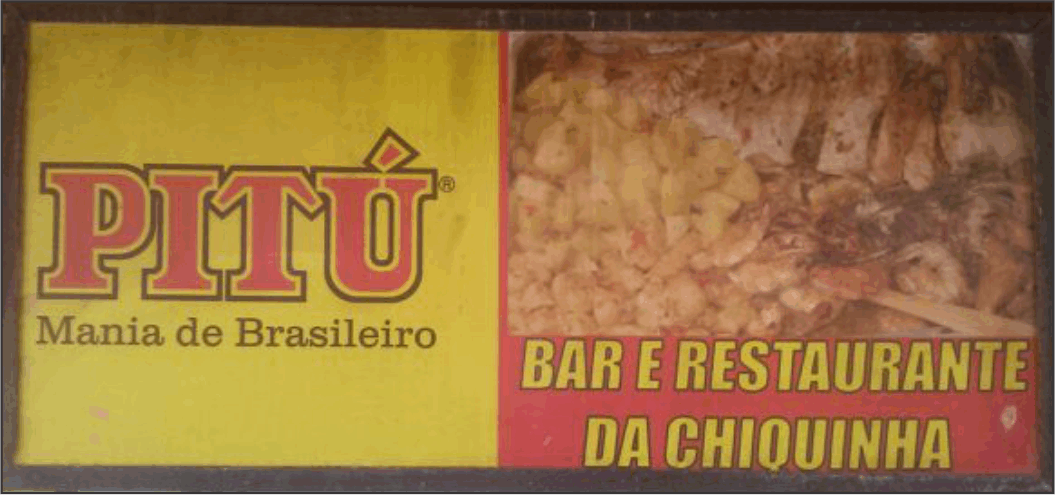 PITÚ®
Mania de Brasileiro
BAR E RESTAURANTE
DA CHIQUINHA